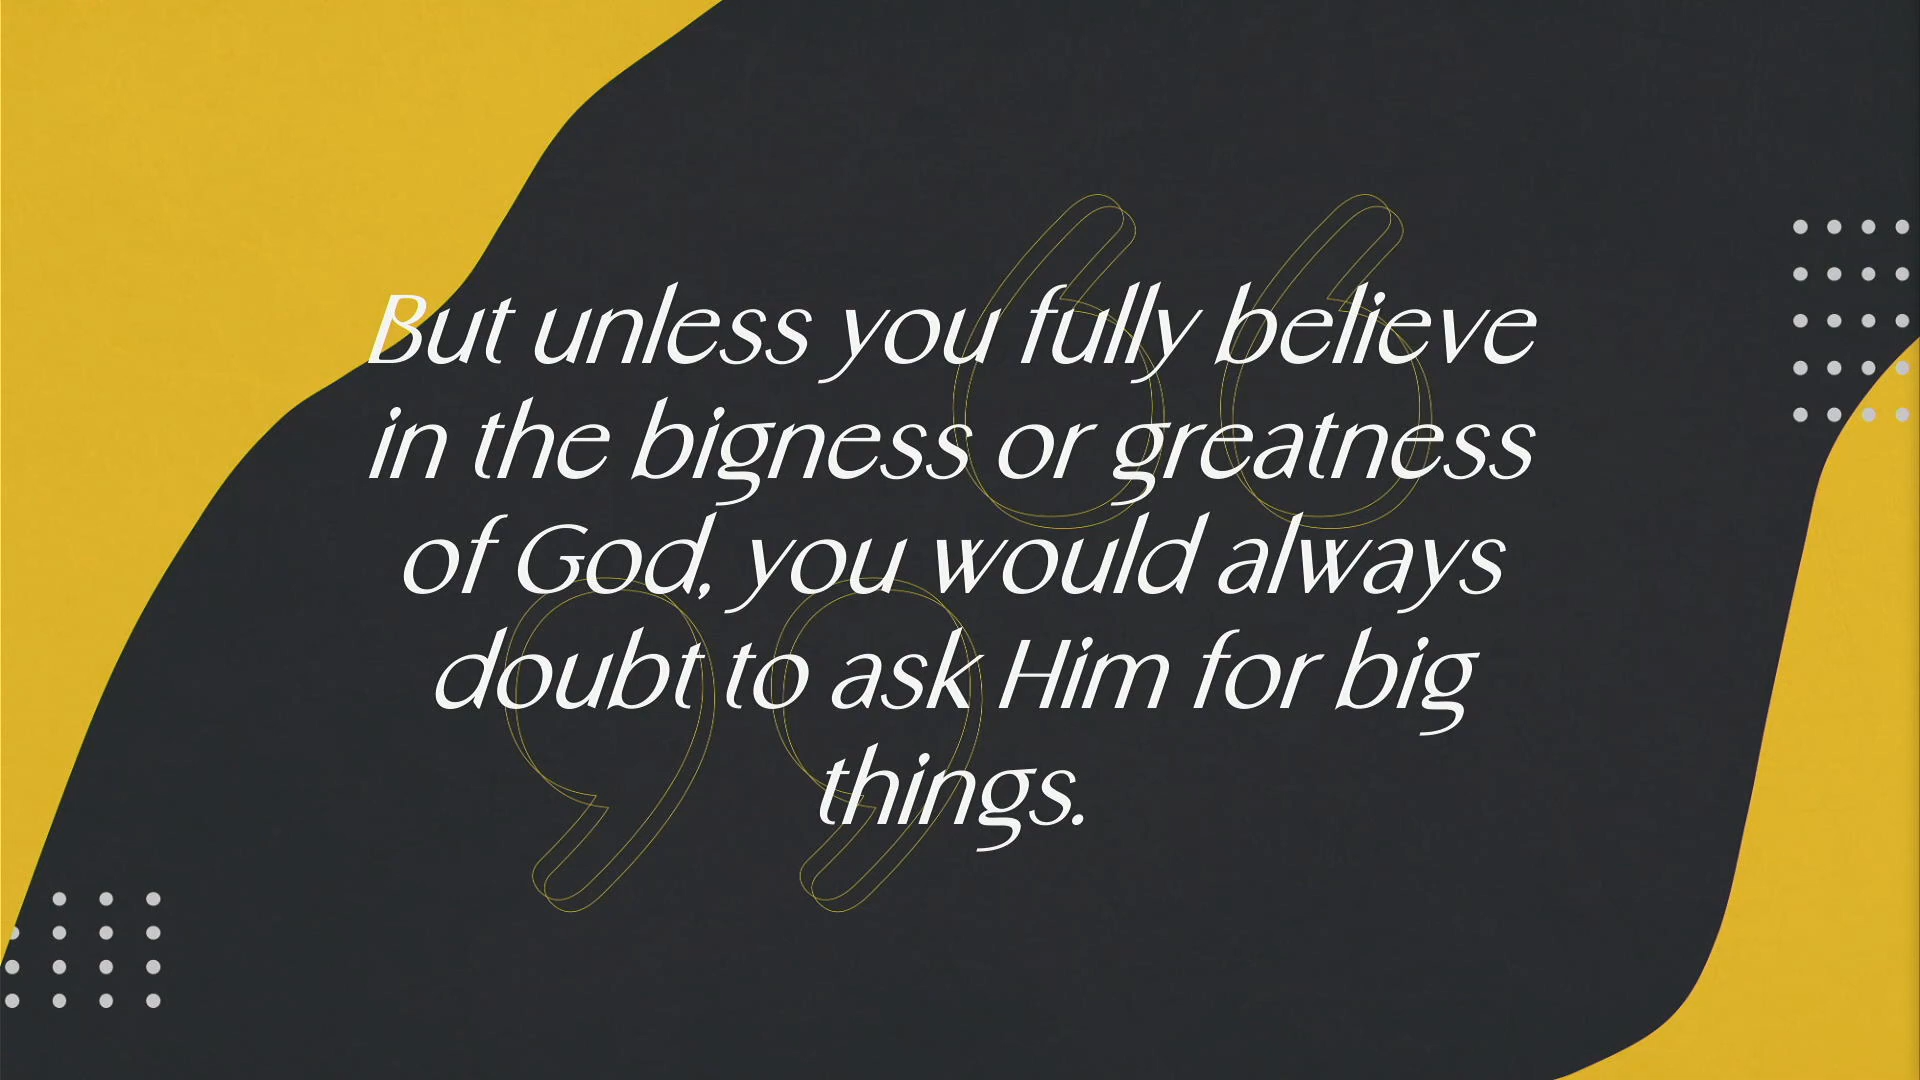 But unless you fully believe
in the bigness or greatness
of God, you would always
doubt to ask Him for big
things.